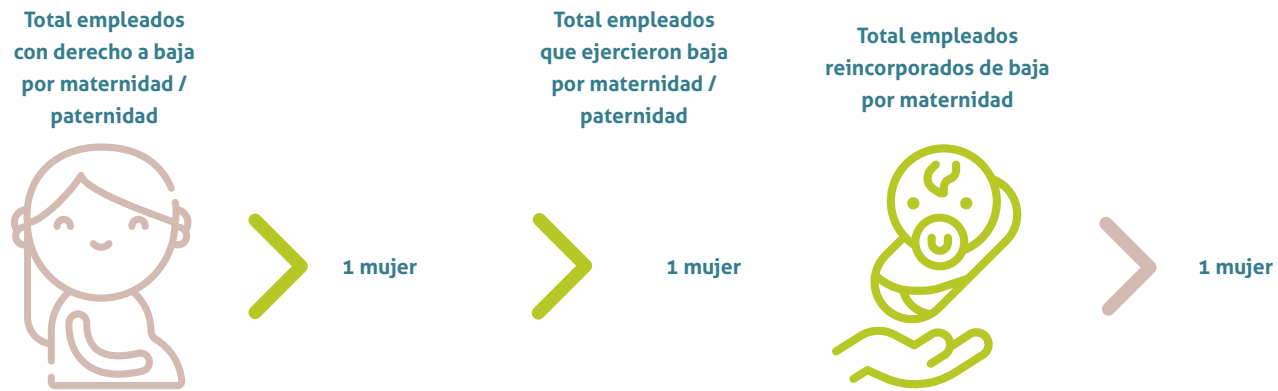 Total empleados
con derecho a baja
por maternidad /
paternidad
1 mujer
Total empleados
que ejercieron baja
por maternidad /
paternidad
1 mujer
Total empleados
reincorporados de baja
por maternidad
1 mujer